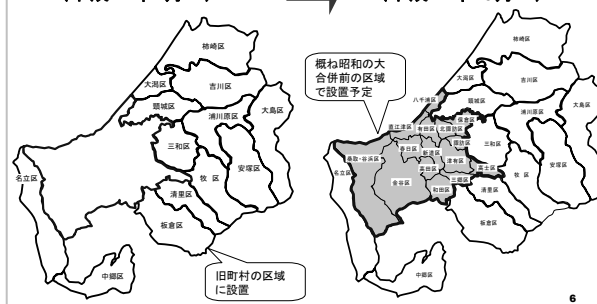 柿崎区
大潟区
吉川区
頸城区
大島区
浦川原区
三和区
名立区
牧 区
安塚区
清里区
板倉区
中郷区
旧町村の区域
に設置
概ね昭和の大
合併前の区域
で設置予定
柿崎区
大潟区
吉川区
八千浦区
頸城区
大島区
保倉区
直江津区
有田区
北諏訪区
浦川原区
春日区
諏訪区
新道区
三和区
谷浜区
高田区
津有区
高士区
名立区
金谷区
三郷区
牧 区
安塚区
和田区
清里区
板倉区
中郷区
6